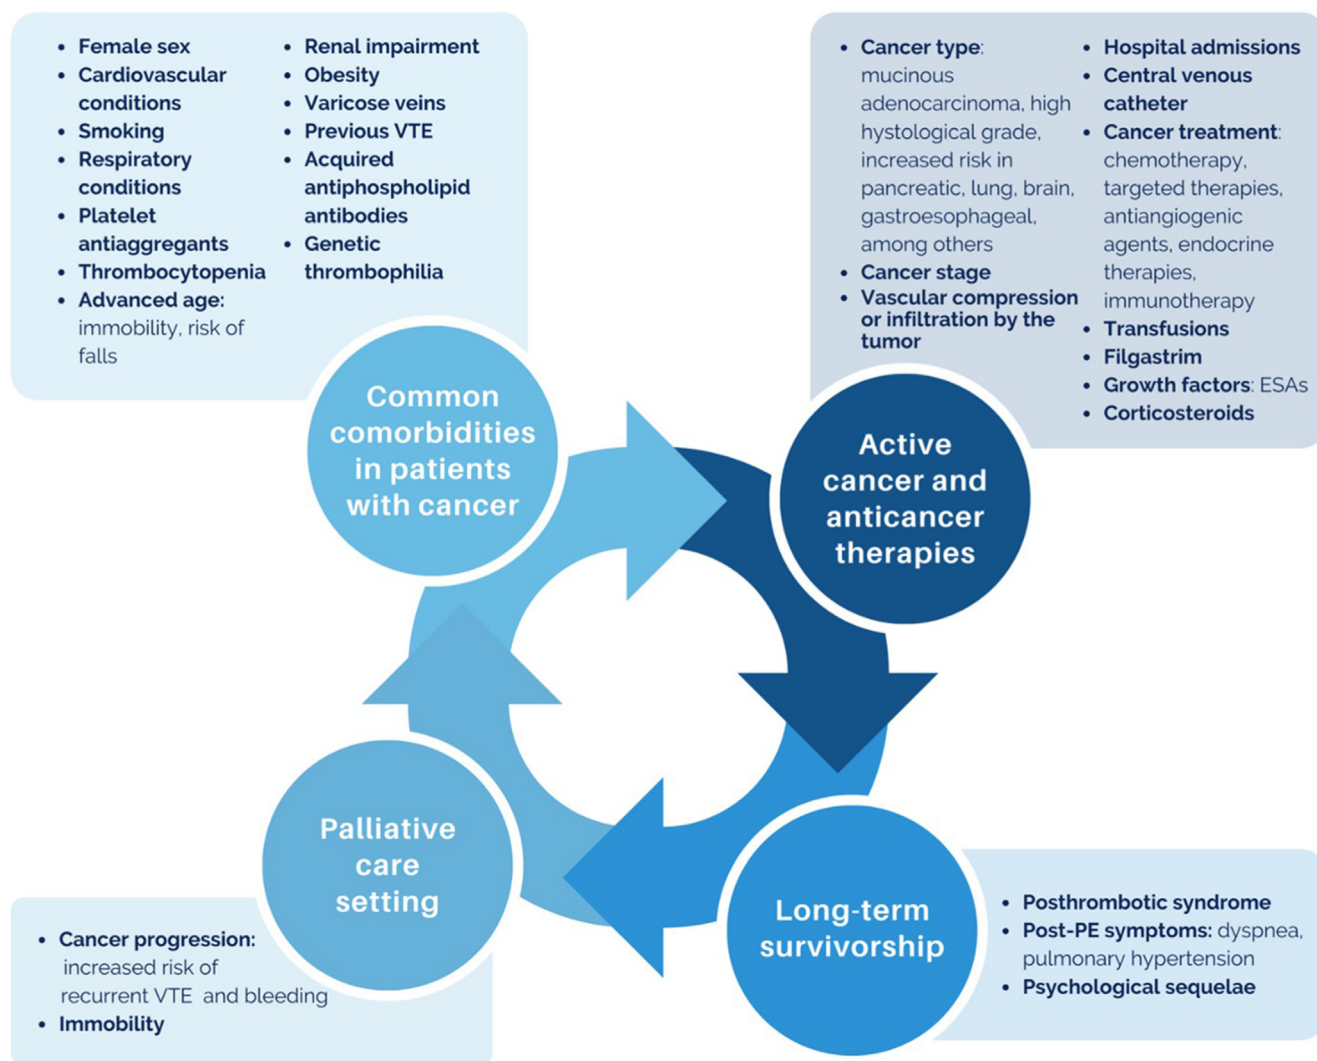 • Female sex
• Cardiovascular
conditions
• Smoking
• Respiratory
conditions
• Platelet
antiaggregants
• Thrombocytopenia
• Advanced age:
immobility, risk of
falls
• Renal impairment
• Obesity
• Varicose veins
• Previous VTE
• Acquired
antiphospholipid
antibodies
• Genetic
thrombophilia
Common
comorbidities
in patients
with cancer
• Cancer type:
mucinous
adenocarcinoma, high
hystological grade,
increased risk in
pancreatic, lung, brain,
gastroesophageal,
among others
• Cancer stage
• Vascular compression
or infiltration by the
tumor
• Hospital admissions
• Central venous
catheter
• Cancer treatment:
chemotherapy,
targeted therapies,
antiangiogenic
agents, endocrine
therapies,
immunotherapy
• Transfusions
• Filgastrim
• Growth factors: ESAs
• Corticosteroids
Active
cancer and
anticancer
therapies
Palliative
care
setting
• Cancer progression:
increased risk of
recurrent VTE and bleeding
• Immobility
Long-term
survivorship
• Posthrombotic syndrome
• Post-PE symptoms: dyspnea,
pulmonary hypertension
• Psychological sequelae